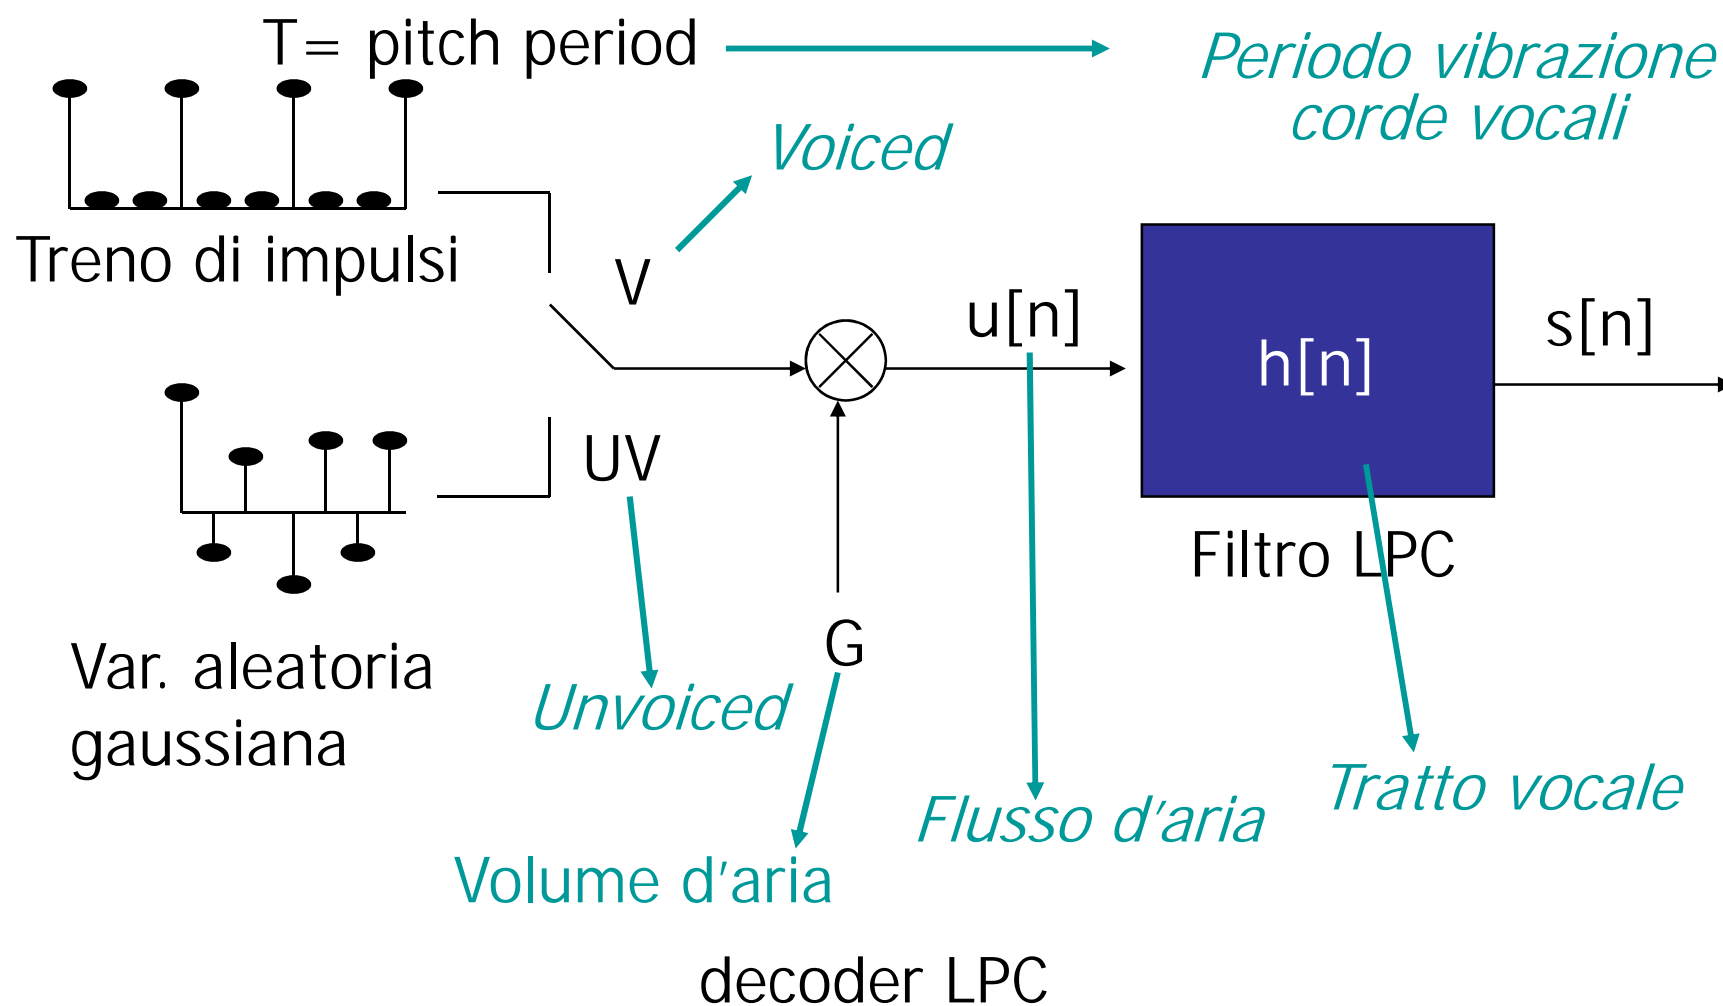 T= pitch period
Periodo vibrazione
corde vocali
Voiced
Treno di impulsi
V
u[n]
h[n]
s[n]
UV
Filtro LPC
Var. aleatoria
gaussiana
G
Unvoiced
Flusso d'aria
Tratto vocale
Volume d'aria
decoder LPC